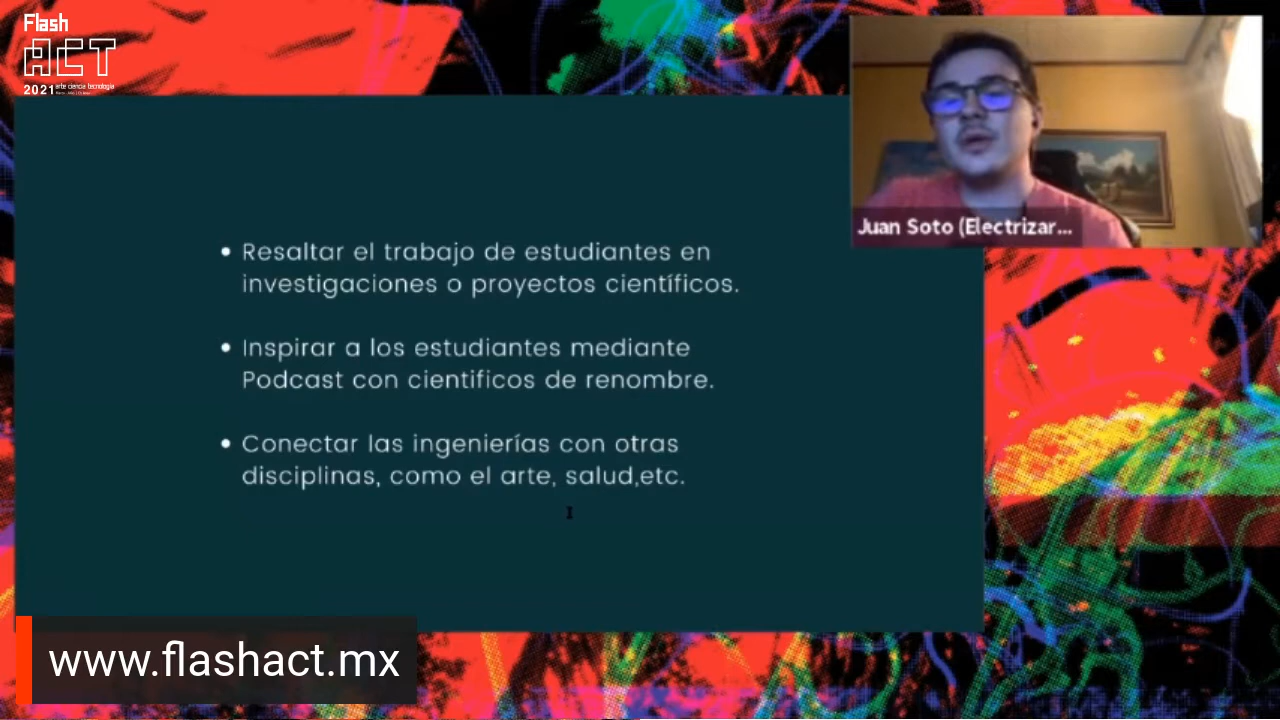 Flash
ACT
2021 arte ciencia tecnología
Juan Soto (Electrizar...
• Resaltar el trabajo de estudiantes en
investigaciones o proyectos científicos.
• Inspirar a los estudiantes mediante
Podcast con cientificos de renombre.
• Conectar las ingenierías con otras
disciplinas, como el arte, salud,etc.
www.flashact.mx